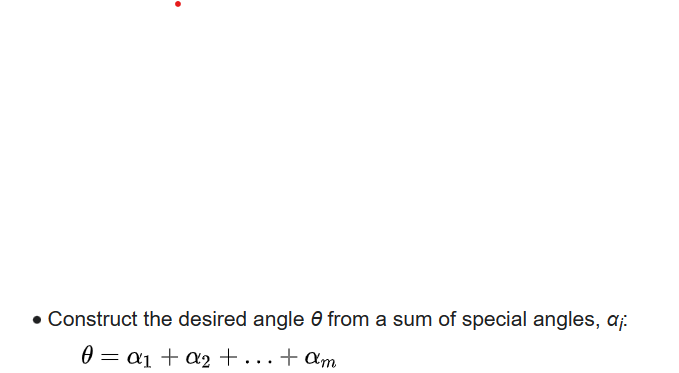 • Construct the desired angle θ from a sum of special angles, αᵢ:
θ = α₁ + α₂ + . . . + αₘ